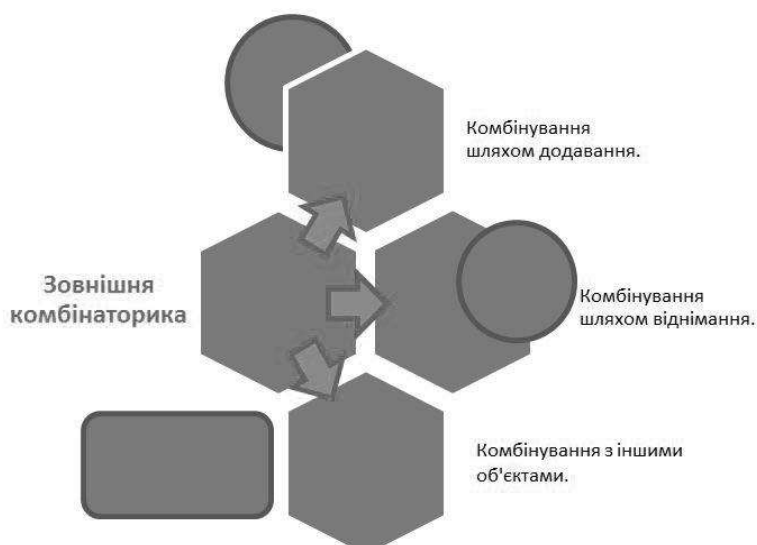 Комбінування
шляхом додавання.
Зовнішня
комбінаторика
Комбінування
шляхом віднімання.
Комбінування з іншими
об'єктами.